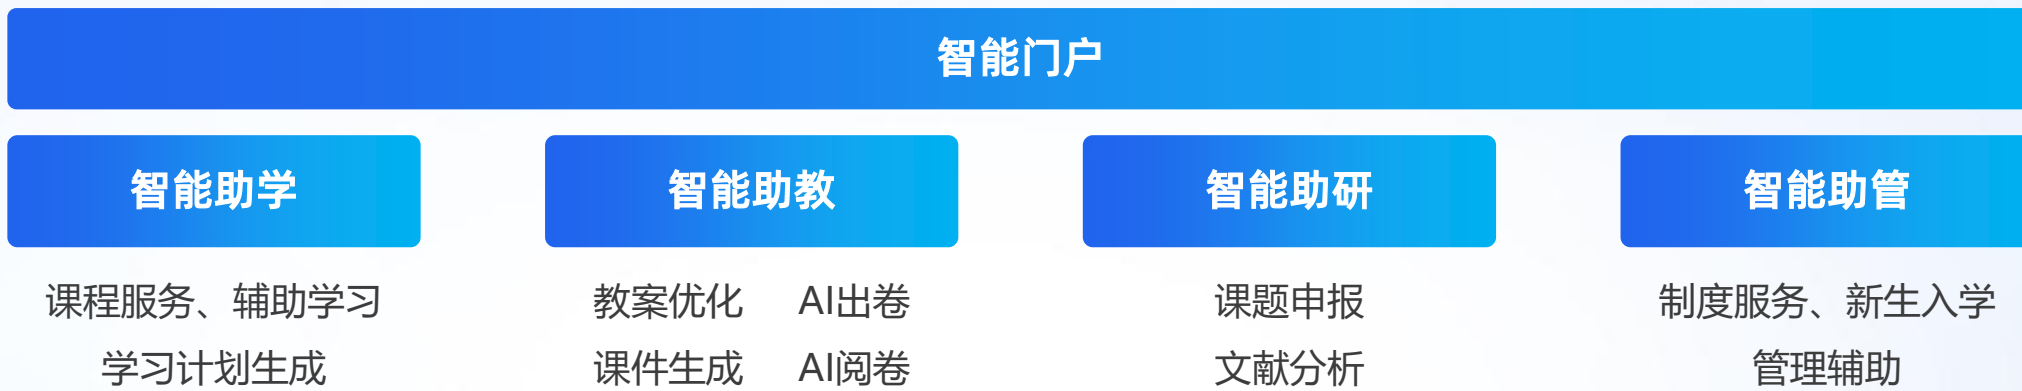 智能门户
智能助学
智能助教
智能助研
智能助管
课程服务、辅助学习
学习计划生成
教案优化 AI出卷
课件生成 AI阅卷
课题申报
文献分析
制度服务、新生入学
管理辅助